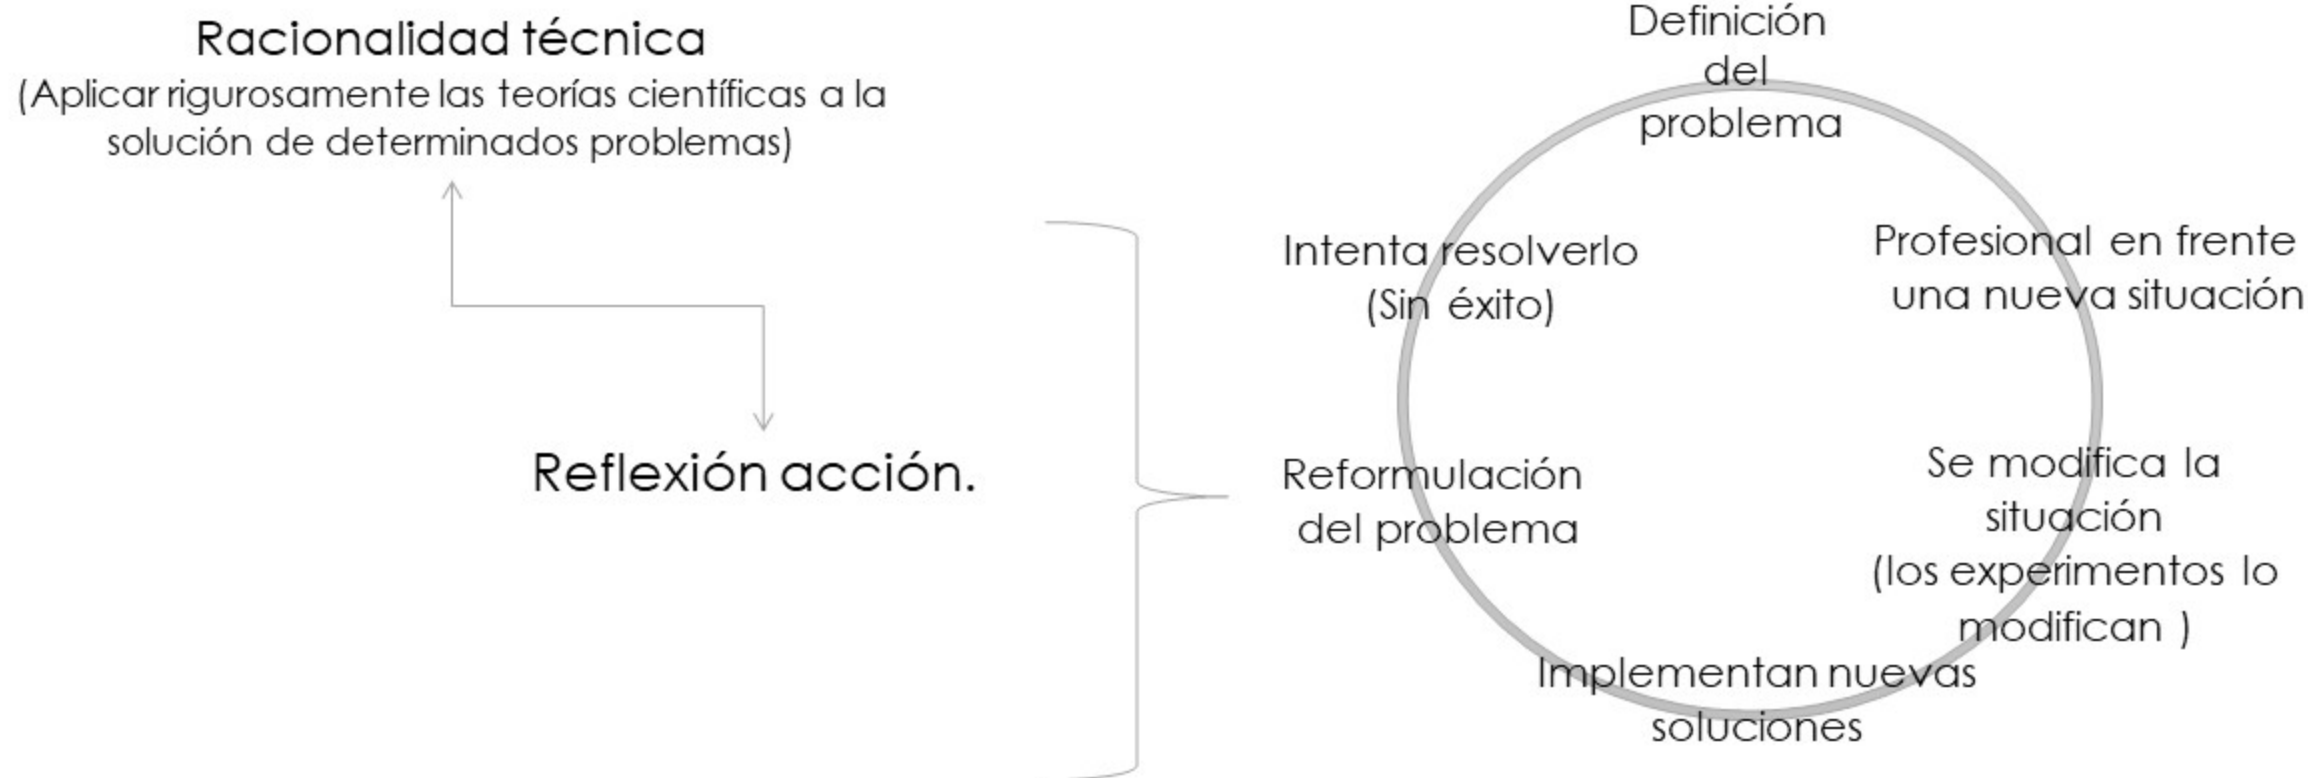 Racionalidad técnica
(Aplicar rigurosamente las teorías científicas a la
solución de determinados problemas)
Reflexión acción.
Definición
del
problema
Profesional en frente
una nueva situación
Se modifica la
situación
(los experimentos lo
modifican )
Implementan nuevas
soluciones
Reformulación
del problema
Intenta resolverlo
(Sin éxito)